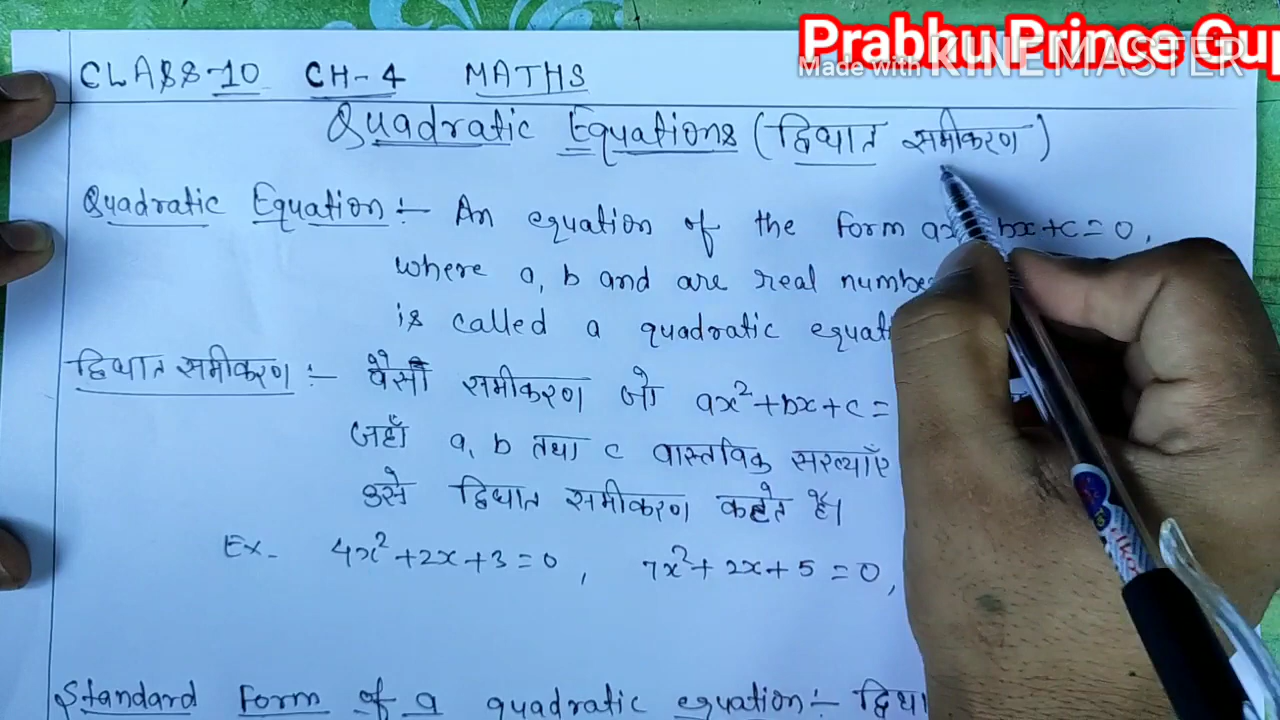 Prabhu Prince Gup
Made with KINEMASTER
CLASS-10 CH-4 MATHS
Quadratic Equations (द्विघात समीकरण)
Quadratic Equation :- An equation of the form ax bx+c=0,
where a, b and are real numbe
is called a quadratic equati
द्विघात समीकरण :- वैसी समीकरण जो ax²+bx+c=
जहाँ a, b तथा c वास्तविक संख्याएँ
उसे द्विघात समीकरण कहते हैं।
Ex- 4x²+2x+3=0, 7x²+2x+5=0,
Standard Form of a quadratic equation:- द्विघा